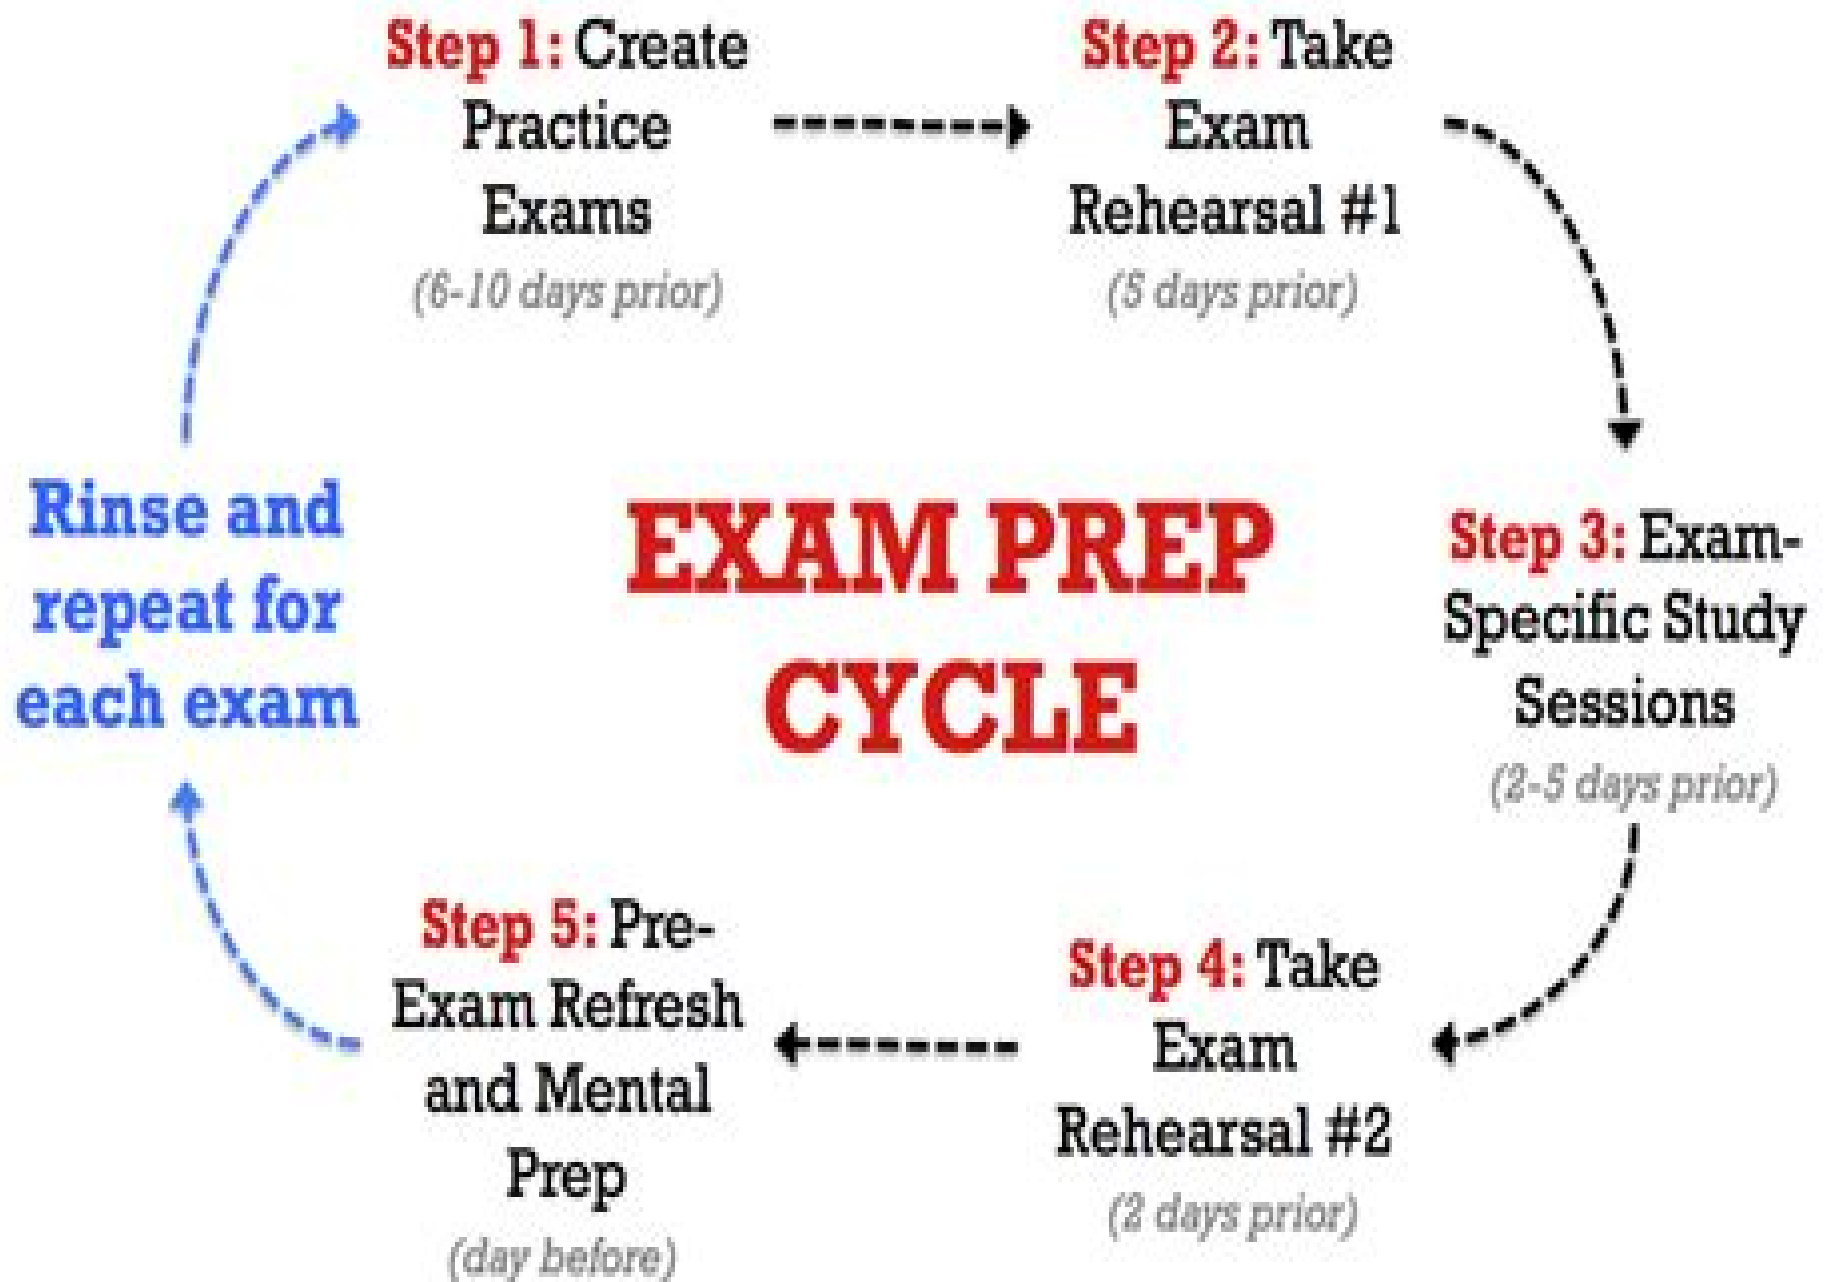 Step 1: Create
Practice
Exams
(6-10 days prior)
Step 2: Take
Exam
Rehearsal #1
(5 days prior)
Step 3: Exam-
Specific Study
Sessions
(2-5 days prior)
Step 4: Take
Exam
Rehearsal #2
(2 days prior)
Step 5: Pre-
Exam Refresh
and Mental
Prep
(day before)
Rinse and
repeat for
each exam
EXAM PREP
CYCLE